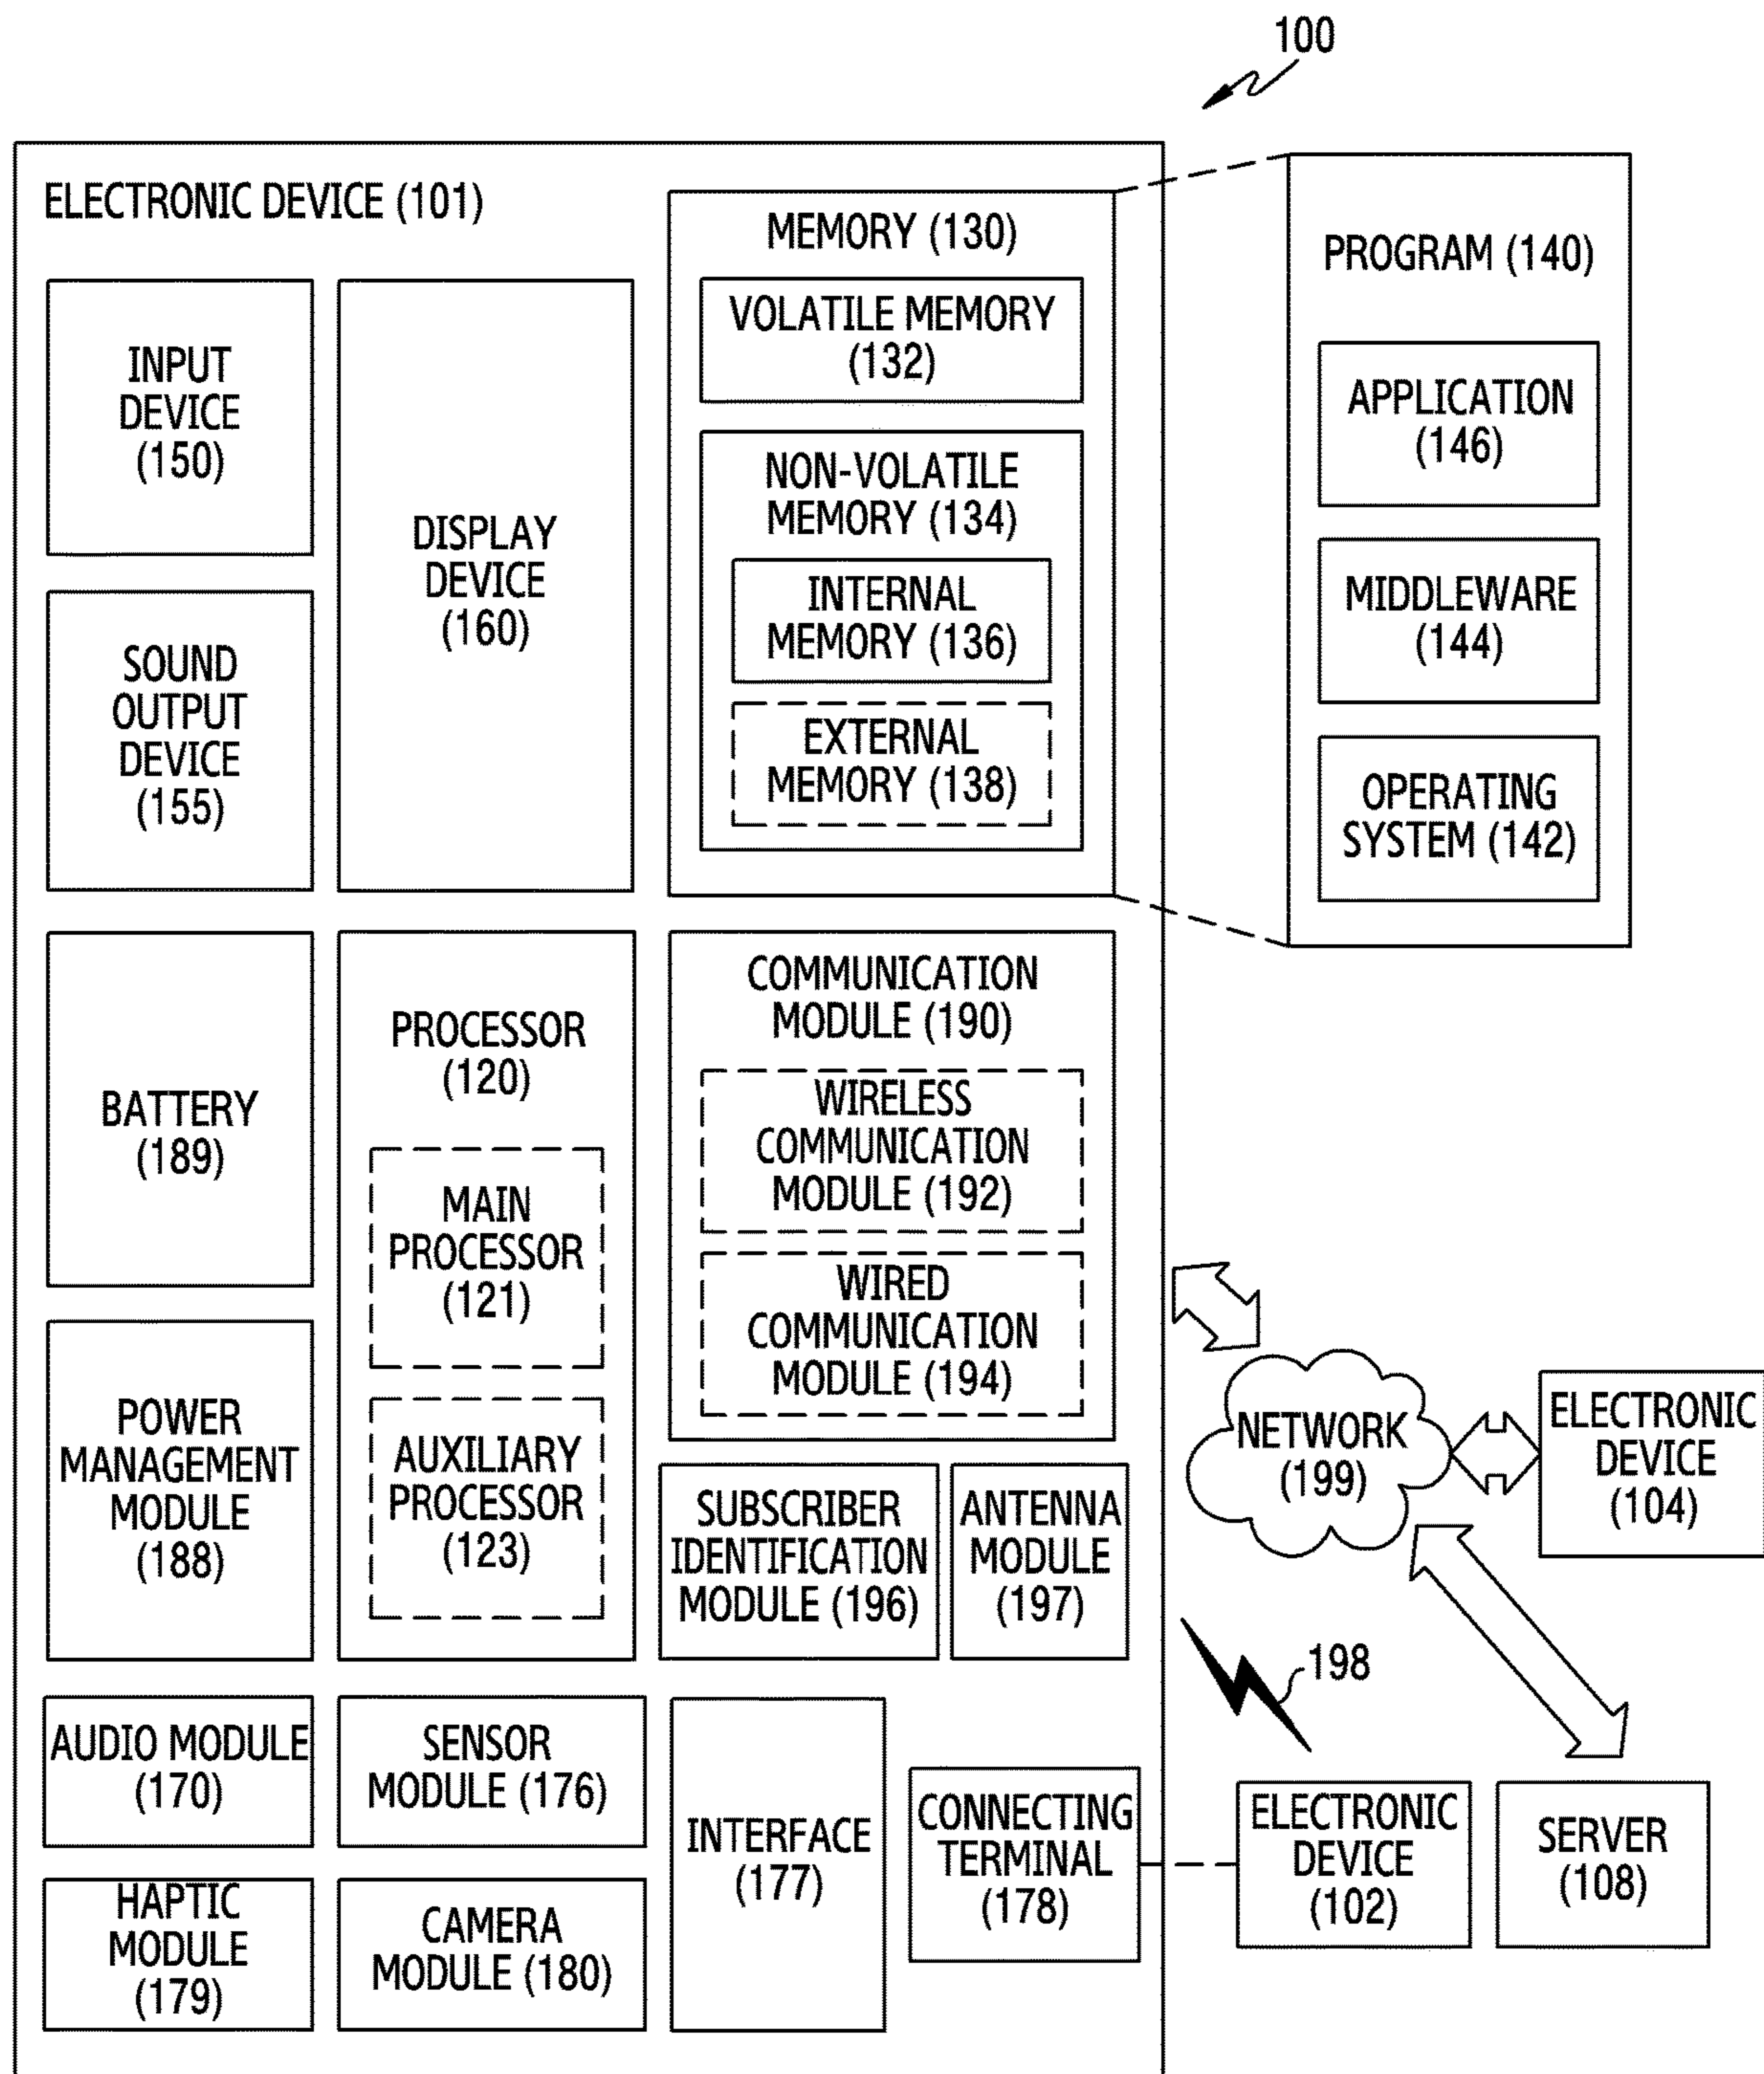 100
ELECTRONIC DEVICE (101)
INPUT
DEVICE
(150)
SOUND
OUTPUT
DEVICE
(155)
DISPLAY
DEVICE
(160)
MEMORY (130)
VOLATILE MEMORY
(132)
NON-VOLATILE
MEMORY (134)
INTERNAL
MEMORY (136)
EXTERNAL
MEMORY (138)
PROGRAM (140)
APPLICATION
(146)
MIDDLEWARE
(144)
OPERATING
SYSTEM (142)
BATTERY
(189)
POWER
MANAGEMENT
MODULE
(188)
PROCESSOR
(120)
MAIN
PROCESSOR
(121)
AUXILIARY
PROCESSOR
(123)
COMMUNICATION
MODULE (190)
WIRELESS
COMMUNICATION
MODULE (192)
WIRED
COMMUNICATION
MODULE (194)
SUBSCRIBER
IDENTIFICATION
MODULE (196)
ANTENNA
MODULE
(197)
NETWORK
(199)
ELECTRONIC
DEVICE
(104)
198
AUDIO MODULE
(170)
SENSOR
MODULE (176)
HAPTIC
MODULE
(179)
CAMERA
MODULE (180)
INTERFACE
(177)
CONNECTING
TERMINAL
(178)
ELECTRONIC
DEVICE
(102)
SERVER
(108)